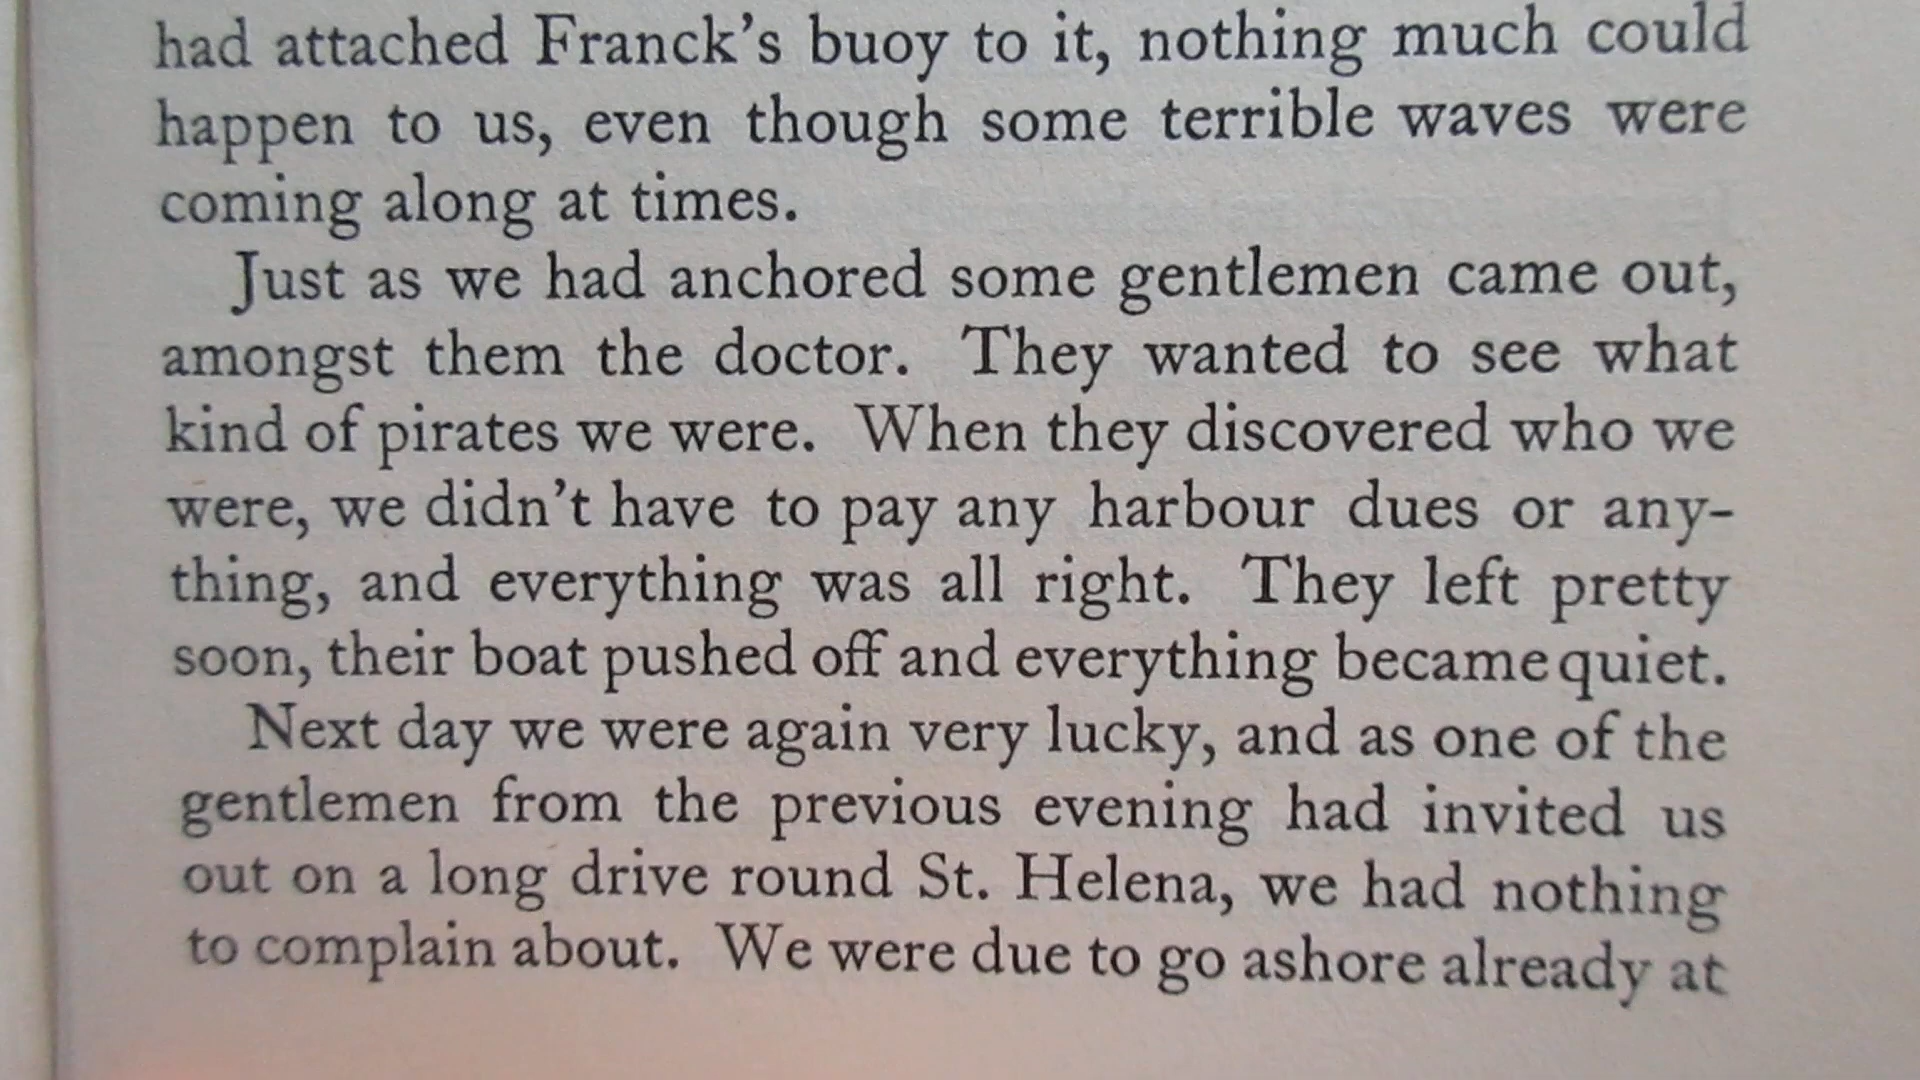 had attached Franck's buoy to it, nothing much could
happen to us, even though some terrible waves were
coming along at times.
Just as we had anchored some gentlemen came out,
amongst them the doctor. They wanted to see what
kind of pirates we were. When they discovered who we
were, we didn't have to pay any harbour dues or any-
thing, and everything was all right. They left pretty
soon, their boat pushed off and everything became quiet.
Next day we were again very lucky, and as one of the
gentlemen from the previous evening had invited us
out on a long drive round St. Helena, we had nothing
to complain about. We were due to go ashore already at